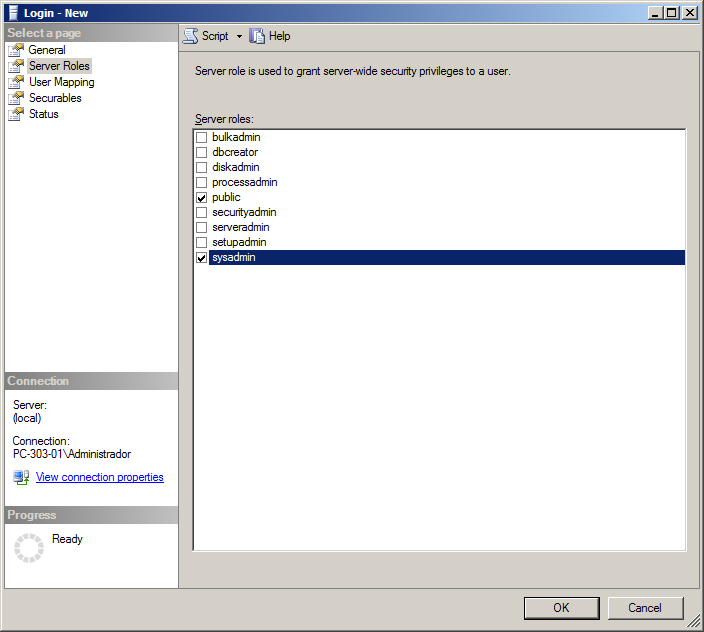 Login - New
Select a page
General
Server Roles
User Mapping
Securables
Status
Script
Help
Server role is used to grant server-wide security privileges to a user.
Server roles:
bulkadmin
dbcreator
diskadmin
processadmin
public
securityadmin
serveradmin
setupadmin
sysadmin
Connection
Server:
(local)
Connection:
PC-303-01\Administrador
View connection properties
Progress
Ready
OK
Cancel